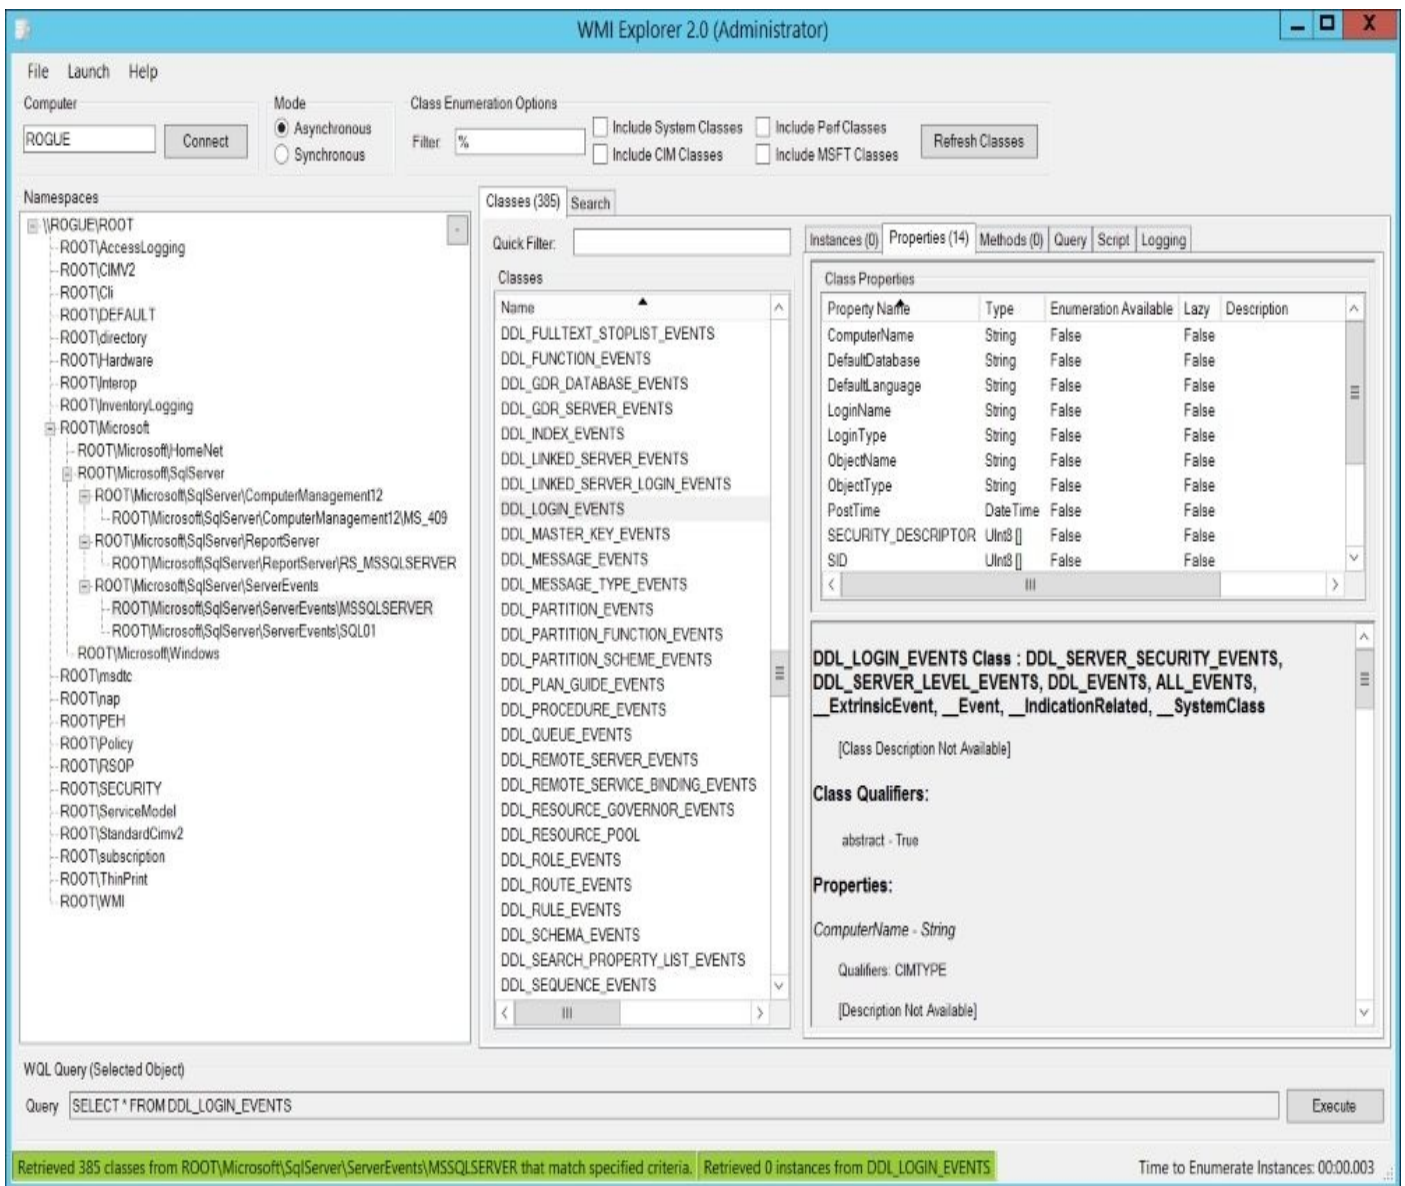 WMI Explorer 2.0 (Administrator)
File Launch Help
Computer
ROGUE
Connect
Mode
Asynchronous
Synchronous
Class Enumeration Options
Filter: %
Include System Classes
Include Perf Classes
Include CIM Classes
Include MSFT Classes
Refresh Classes
Namespaces
\\ROGUE\ROOT
ROOT\AccessLogging
ROOT\CIMV2
ROOT\Cli
ROOT\DEFAULT
ROOT\directory
ROOT\Hardware
ROOT\Interop
ROOT\InventoryLogging
ROOT\Microsoft
ROOT\Microsoft\HomeNet
ROOT\Microsoft\SqlServer
ROOT\Microsoft\SqlServer\ComputerManagement12
ROOT\Microsoft\SqlServer\ComputerManagement12\MS_409
ROOT\Microsoft\SqlServer\ReportServer
ROOT\Microsoft\SqlServer\ReportServer\RS_MSSQLSERVER
ROOT\Microsoft\SqlServer\ServerEvents
ROOT\Microsoft\SqlServer\ServerEvents\MSSQLSERVER
ROOT\Microsoft\SqlServer\ServerEvents\SQL01
ROOT\Microsoft\Windows
ROOT\msdtc
ROOT\nap
ROOT\PEH
ROOT\Policy
ROOT\RSOP
ROOT\SECURITY
ROOT\ServiceModel
ROOT\StandardCimv2
ROOT\subscription
ROOT\ThinPrint
ROOT\WMI
Classes (385) Search
Quick Filter:
Classes
Name
DDL_FULLTEXT_STOPLIST_EVENTS
DDL_FUNCTION_EVENTS
DDL_GDR_DATABASE_EVENTS
DDL_GDR_SERVER_EVENTS
DDL_INDEX_EVENTS
DDL_LINKED_SERVER_EVENTS
DDL_LINKED_SERVER_LOGIN_EVENTS
DDL_LOGIN_EVENTS
DDL_MASTER_KEY_EVENTS
DDL_MESSAGE_EVENTS
DDL_MESSAGE_TYPE_EVENTS
DDL_PARTITION_EVENTS
DDL_PARTITION_FUNCTION_EVENTS
DDL_PARTITION_SCHEME_EVENTS
DDL_PLAN_GUIDE_EVENTS
DDL_PROCEDURE_EVENTS
DDL_QUEUE_EVENTS
DDL_REMOTE_SERVER_EVENTS
DDL_REMOTE_SERVICE_BINDING_EVENTS
DDL_RESOURCE_GOVERNOR_EVENTS
DDL_RESOURCE_POOL
DDL_ROLE_EVENTS
DDL_ROUTE_EVENTS
DDL_RULE_EVENTS
DDL_SCHEMA_EVENTS
DDL_SEARCH_PROPERTY_LIST_EVENTS
DDL_SEQUENCE_EVENTS
Instances (0) Properties (14) Methods (0) Query Script Logging
Class Properties
Property Name Type Enumeration Available Lazy Description
ComputerName String False False
DefaultDatabase String False False
DefaultLanguage String False False
LoginName String False False
LoginType String False False
ObjectName String False False
ObjectType String False False
PostTime DateTime False False
SECURITY_DESCRIPTOR UInt8 [] False False
SID UInt8 [] False False
DDL_LOGIN_EVENTS Class : DDL_SERVER_SECURITY_EVENTS,
DDL_SERVER_LEVEL_EVENTS, DDL_EVENTS, ALL_EVENTS,
__ExtrinsicEvent, __Event, __IndicationRelated, __SystemClass
[Class Description Not Available]
Class Qualifiers:
abstract - True
Properties:
ComputerName - String
Qualifiers: CIMTYPE
[Description Not Available]
WQL Query (Selected Object)
Query SELECT * FROM DDL_LOGIN_EVENTS
Execute
Retrieved 385 classes from ROOT\Microsoft\SqlServer\ServerEvents\MSSQLSERVER that match specified criteria. Retrieved 0 instances from DDL_LOGIN_EVENTS Time to Enumerate Instances: 00:00.003